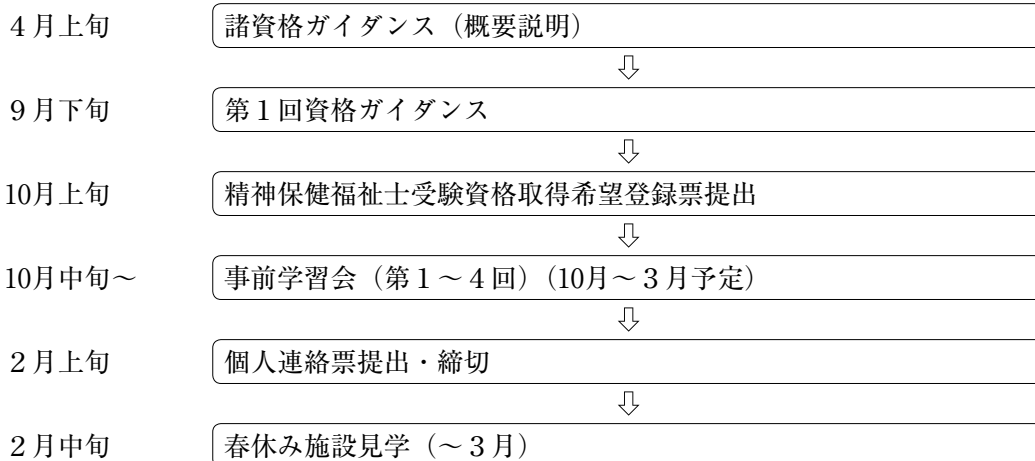 ４月上旬 諸資格ガイダンス（概要説明）
⇩
９月下旬 第１回資格ガイダンス
⇩
10月上旬 精神保健福祉士受験資格取得希望登録票提出
⇩
10月中旬～ 事前学習会（第１～４回）（10月～３月予定）
⇩
２月上旬 個人連絡票提出・締切
⇩
２月中旬 春休み施設見学（～３月）